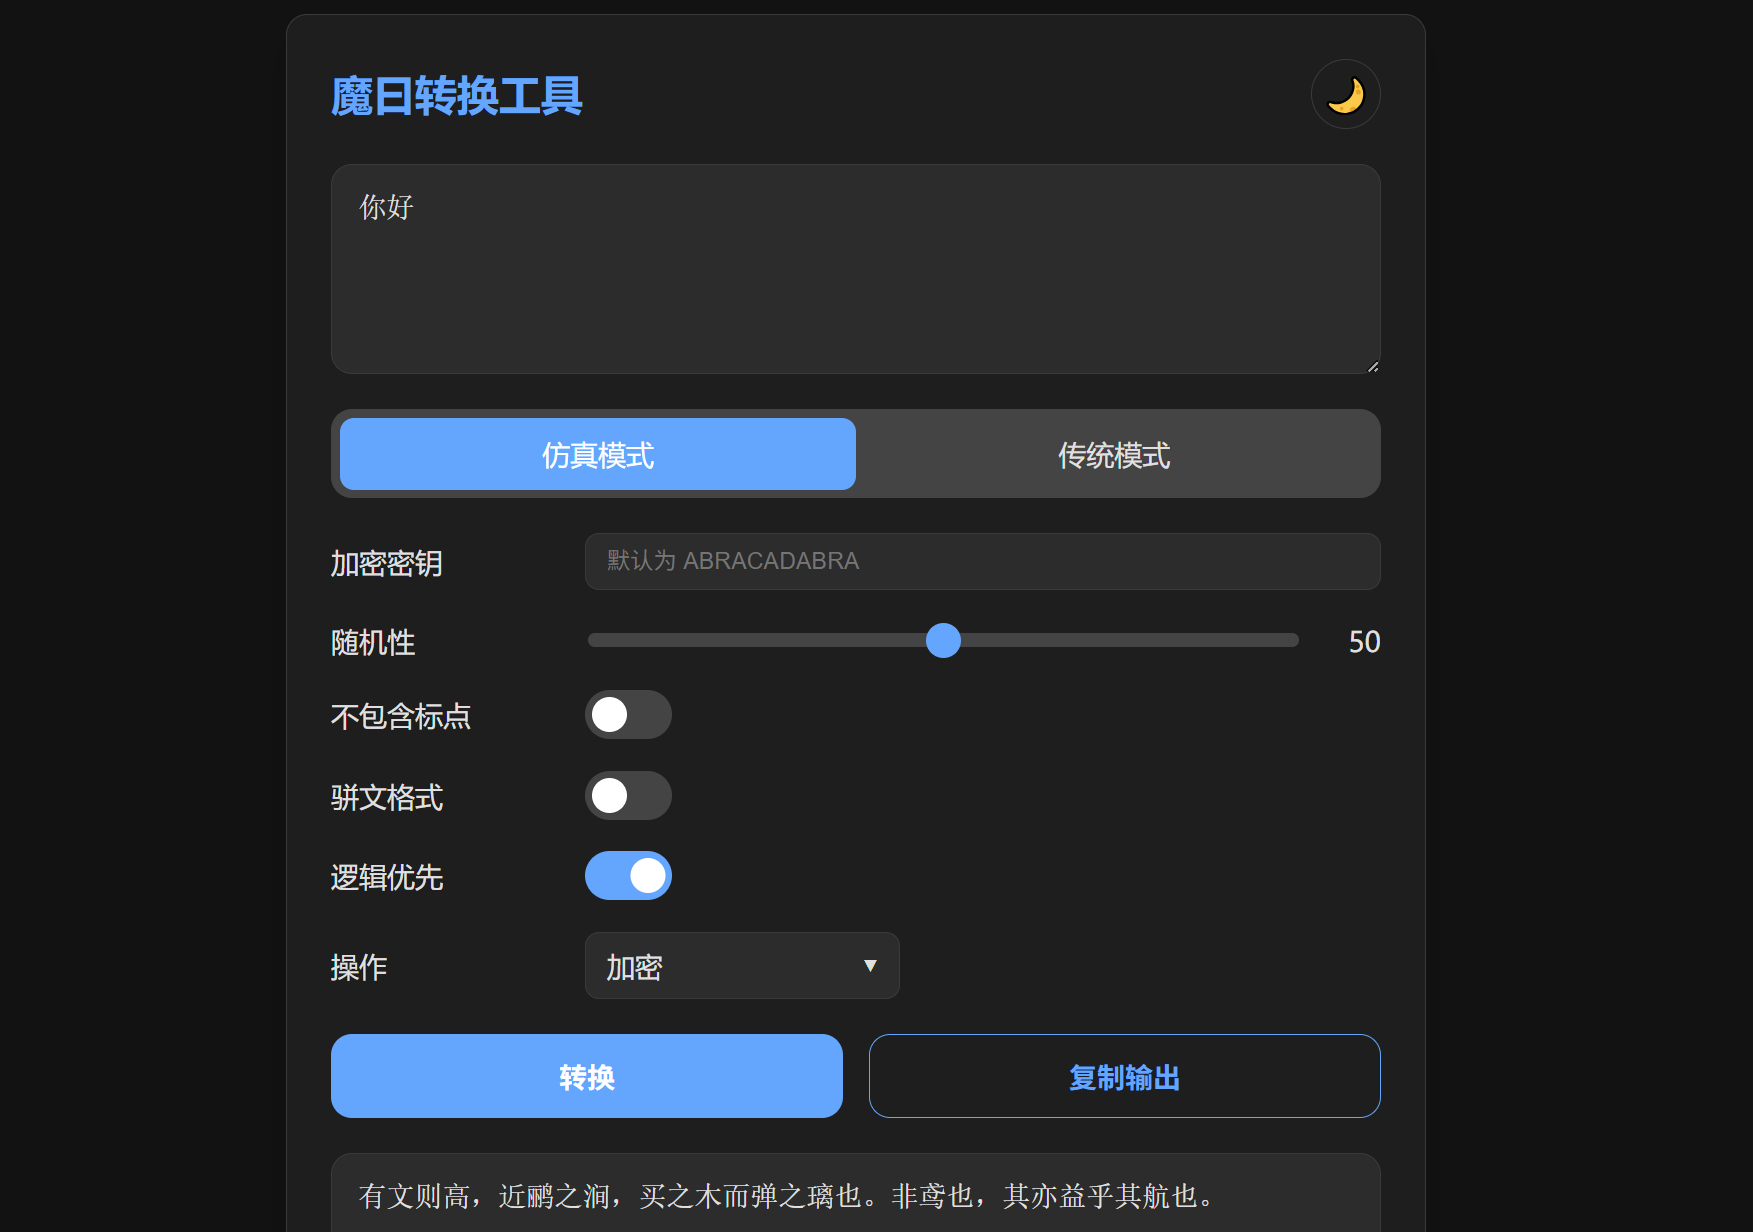 魔曰转换工具
你好
仿真模式
传统模式
加密密钥
默认为 ABRACADABRA
随机性
50
不包含标点
骈文格式
逻辑优先
操作
加密
转换
复制输出
有文则高，近鹂之涧，买之木而弹之璃也。非鸢也，其亦益乎其航也。